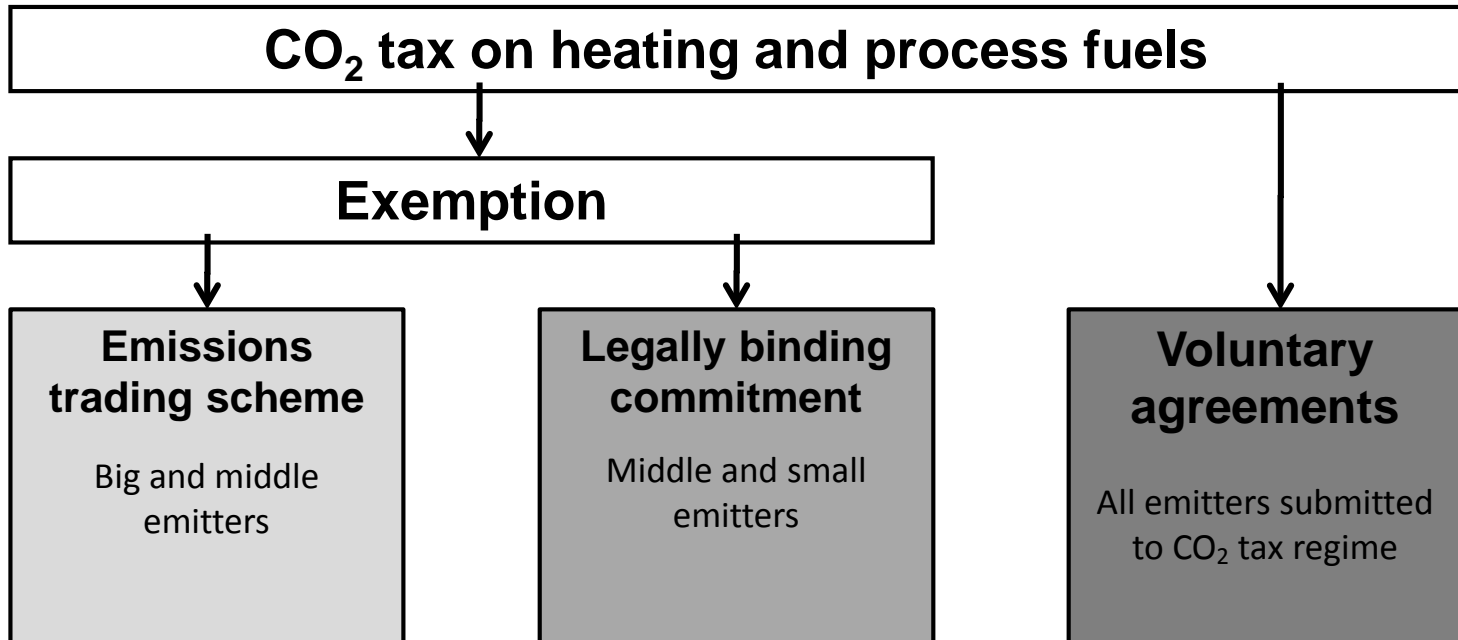 CO₂ tax on heating and process fuels
Exemption
Emissions
trading scheme
Big and middle
emitters
Legally binding
commitment
Middle and small
emitters
Voluntary
agreements
All emitters submitted
to CO₂ tax regime